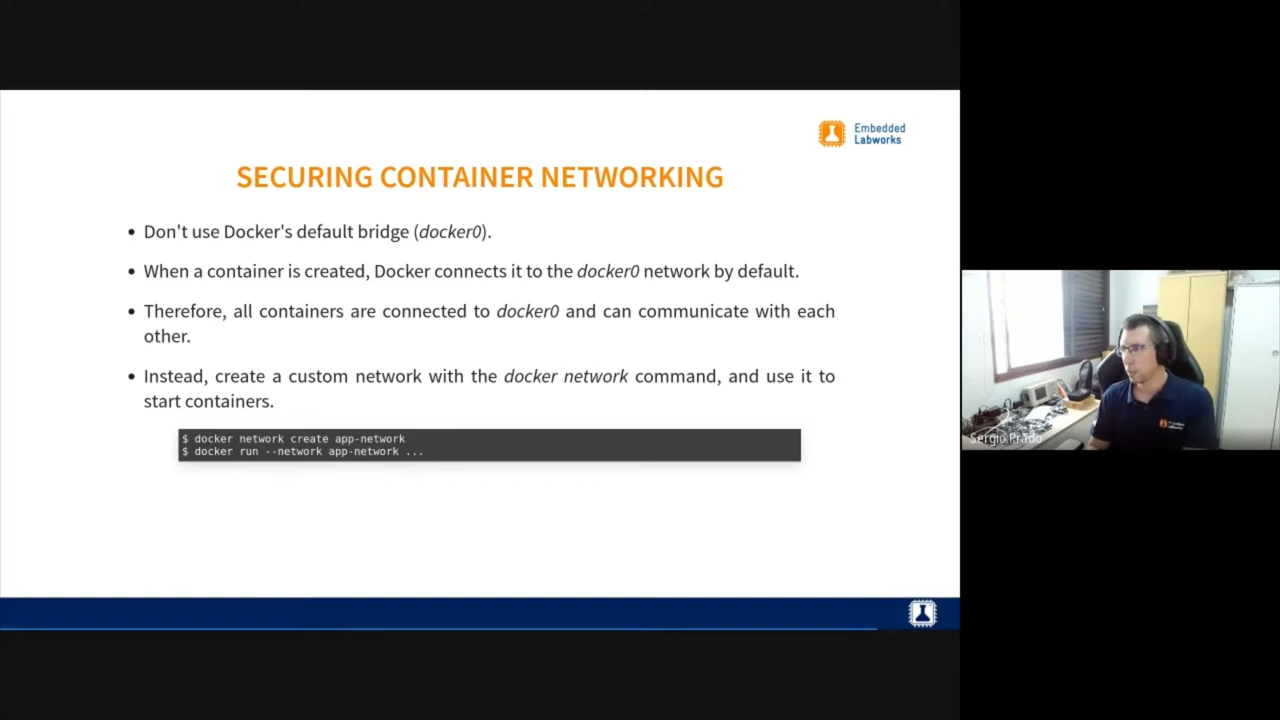 Embedded
Labworks
SECURING CONTAINER NETWORKING
• Don't use Docker's default bridge (docker0).
• When a container is created, Docker connects it to the docker0 network by default.
• Therefore, all containers are connected to docker0 and can communicate with each
other.
• Instead, create a custom network with the docker network command, and use it to
start containers.
$ docker network create app-network
$ docker run --network app-network ...
Sergio Prado